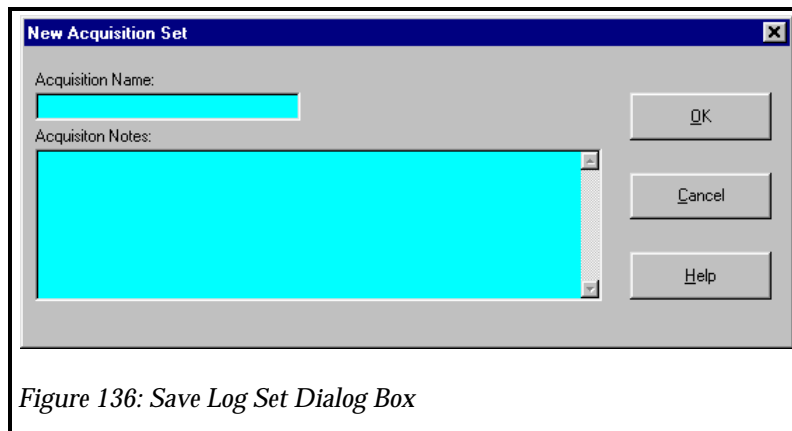 New Acquisition Set
Acquisition Name:
OK
Acquisiton Notes:
Cancel
Help
Figure 136: Save Log Set Dialog Box